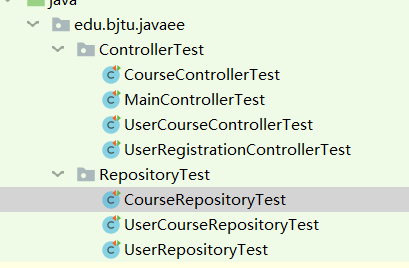 java
edu.bjtu.javaee
ControllerTest
CourseControllerTest
MainControllerTest
UserCourseControllerTest
UserRegistrationControllerTest
RepositoryTest
CourseRepositoryTest
UserCourseRepositoryTest
UserRepositoryTest